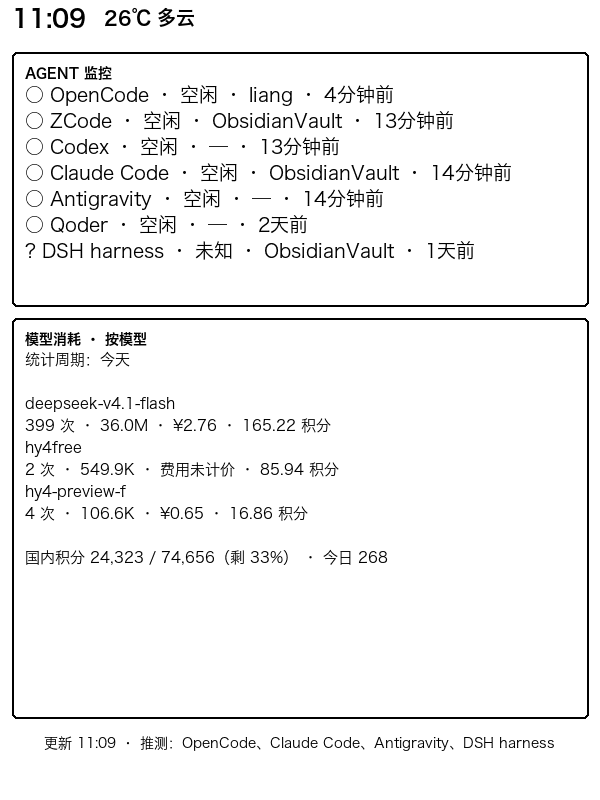 11:09 26℃ 多云
AGENT 监控
○ OpenCode · 空闲 · liang · 4分钟前
○ ZCode · 空闲 · ObsidianVault · 13分钟前
○ Codex · 空闲 · — · 13分钟前
○ Claude Code · 空闲 · ObsidianVault · 14分钟前
○ Antigravity · 空闲 · — · 14分钟前
○ Qoder · 空闲 · — · 2天前
? DSH harness · 未知 · ObsidianVault · 1天前
模型消耗 · 按模型
统计周期：今天
deepseek-v4.1-flash
399 次 · 36.0M · ¥2.76 · 165.22 积分
hy4free
2 次 · 549.9K · 费用未计价 · 85.94 积分
hy4-preview-f
4 次 · 106.6K · ¥0.65 · 16.86 积分
国内积分 24,323 / 74,656（剩 33%） · 今日 268
更新 11:09 · 推测：OpenCode、Claude Code、Antigravity、DSH harness